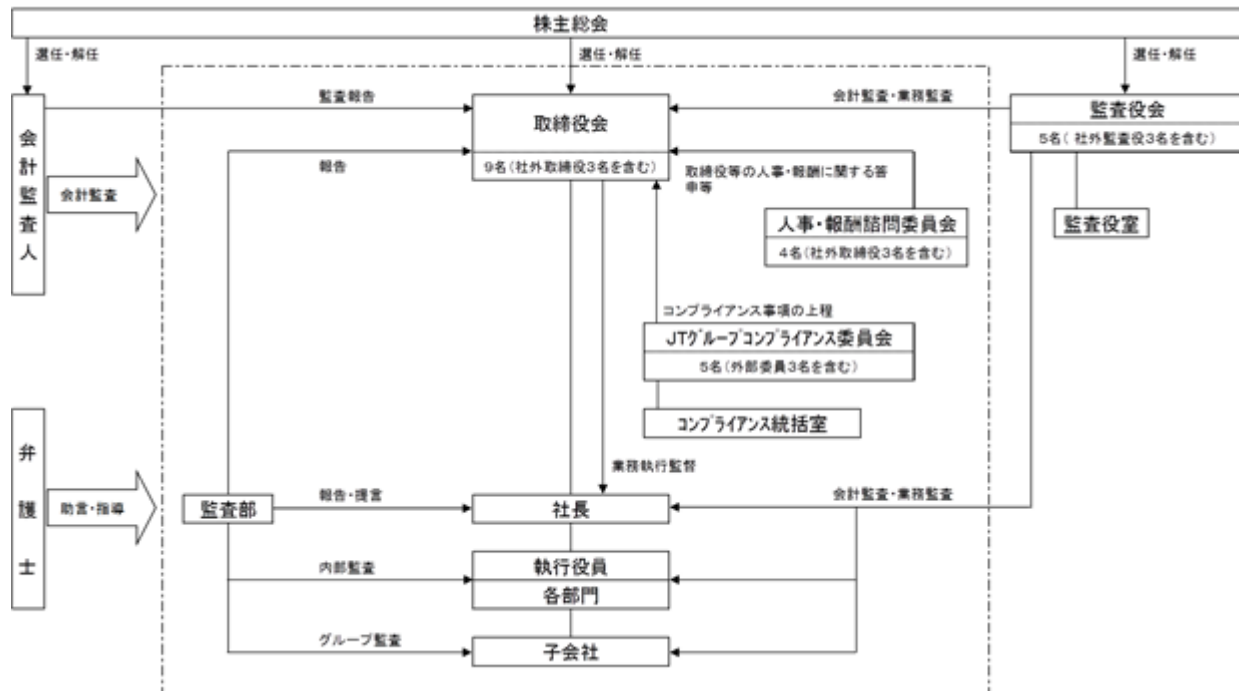 株主総会
選任・解任
選任・解任
選任・解任
会計監査人
監査報告
取締役会
9名(社外取締役3名を含む)
会計監査・業務監査
監査役会
5名( 社外監査役3名を含む)
会計監査
報告
取締役等の人事・報酬に関する答
申等
人事・報酬諮問委員会
4名(社外取締役3名を含む)
監査役室
コンプライアンス事項の上程
JTグループコンプライアンス委員会
5名(外部委員3名を含む)
コンプライアンス統括室
弁護士
助言・指導
業務執行監督
監査部
報告・提言
社長
会計監査・業務監査
内部監査
執行役員
各部門
グループ監査
子会社